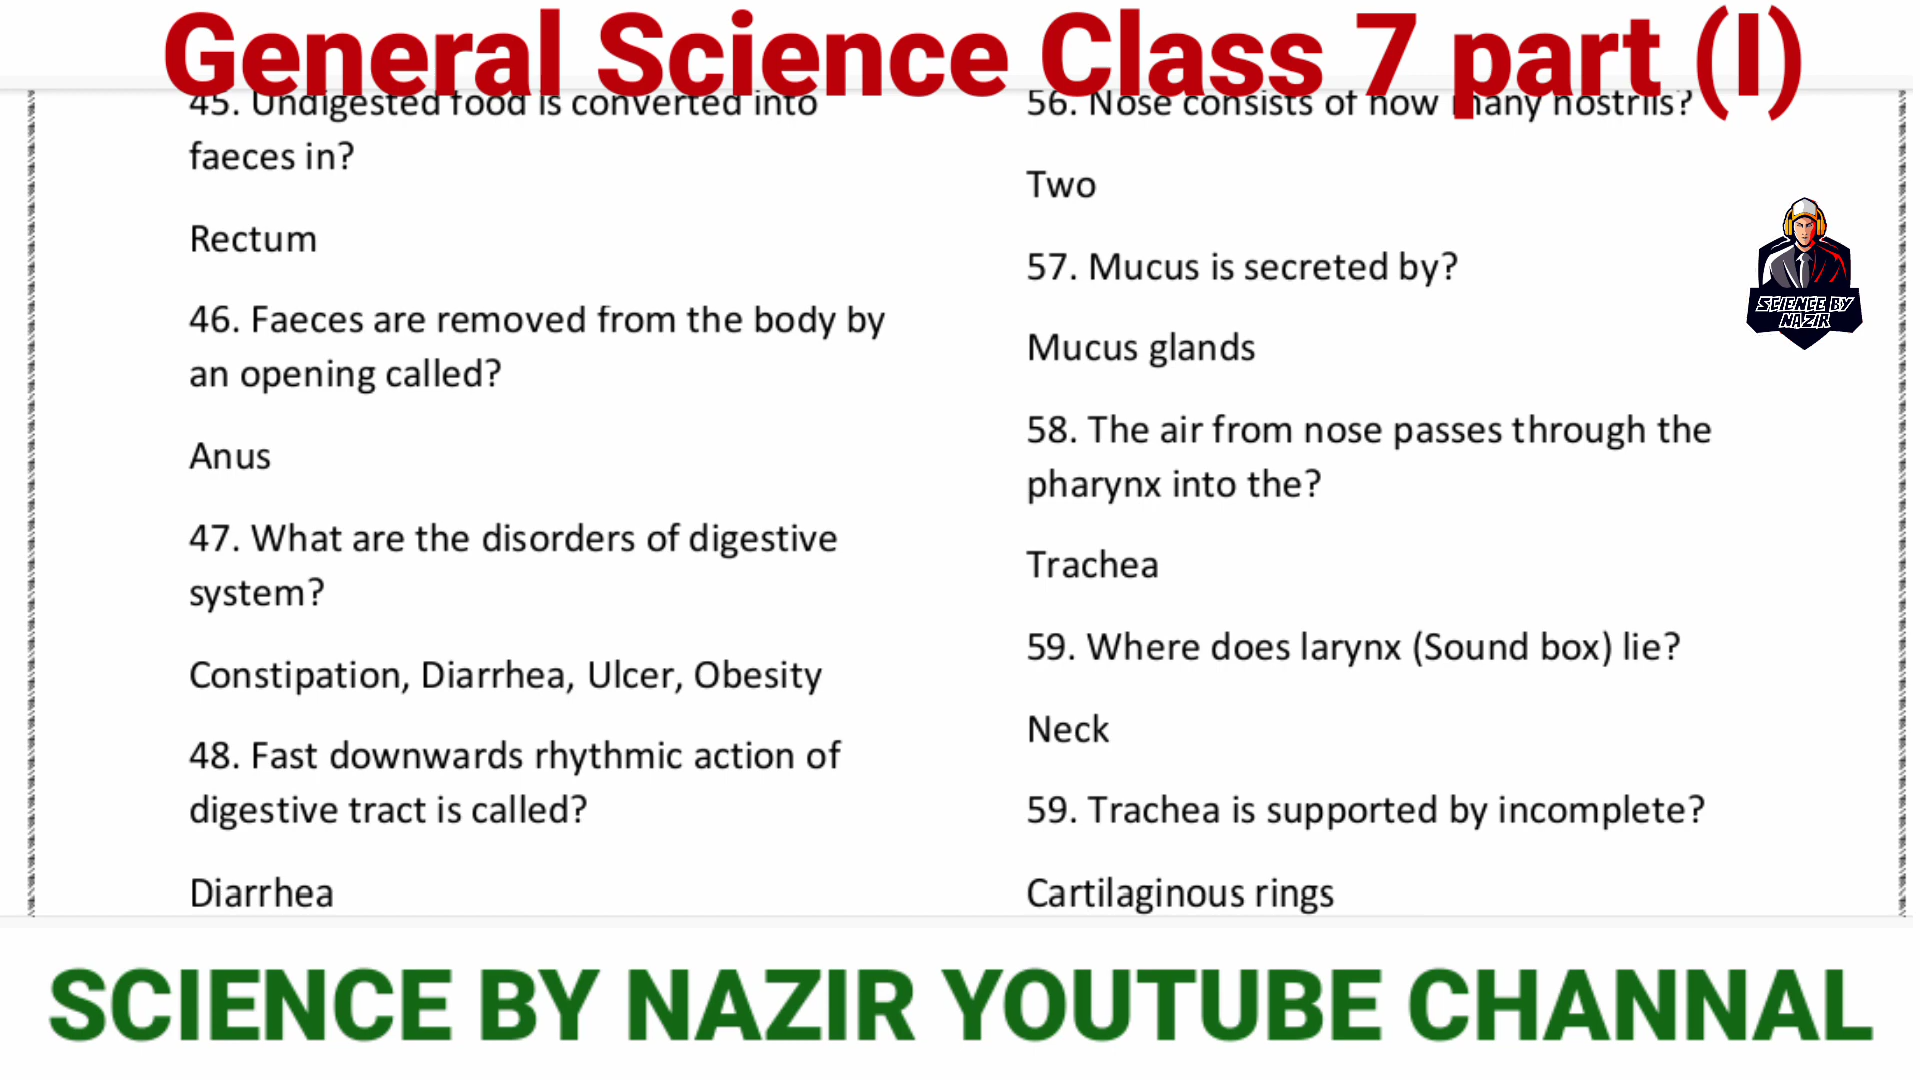 General Science Class 7 part (I)
45. Undigested food is converted into
faeces in?
Rectum
46. Faeces are removed from the body by
an opening called?
Anus
47. What are the disorders of digestive
system?
Constipation, Diarrhea, Ulcer, Obesity
48. Fast downwards rhythmic action of
digestive tract is called?
Diarrhea
56. Nose consists of how many nostrils?
Two
57. Mucus is secreted by?
Mucus glands
58. The air from nose passes through the
pharynx into the?
Trachea
59. Where does larynx (Sound box) lie?
Neck
59. Trachea is supported by incomplete?
Cartilaginous rings
SCIENCE BY
NAZIR
SCIENCE BY NAZIR YOUTUBE CHANNAL